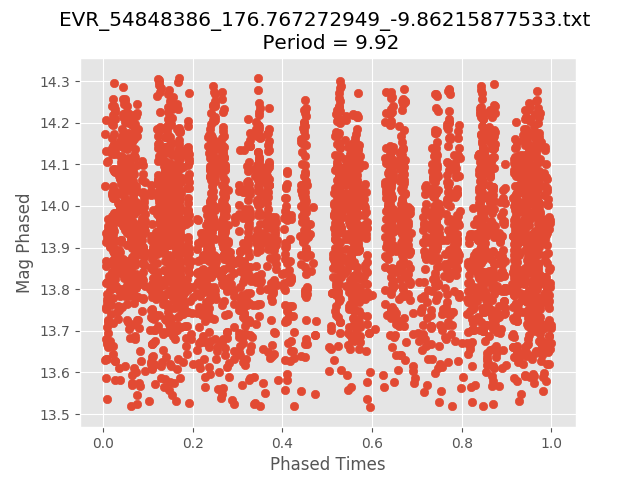 EVR_54848386_176.767272949_-9.86215877533.txt
Period = 9.92
14.3
14.2
14.1
14.0
13.9
13.8
13.7
13.6
13.5
Mag Phased
0.0 0.2 0.4 0.6 0.8 1.0
Phased Times